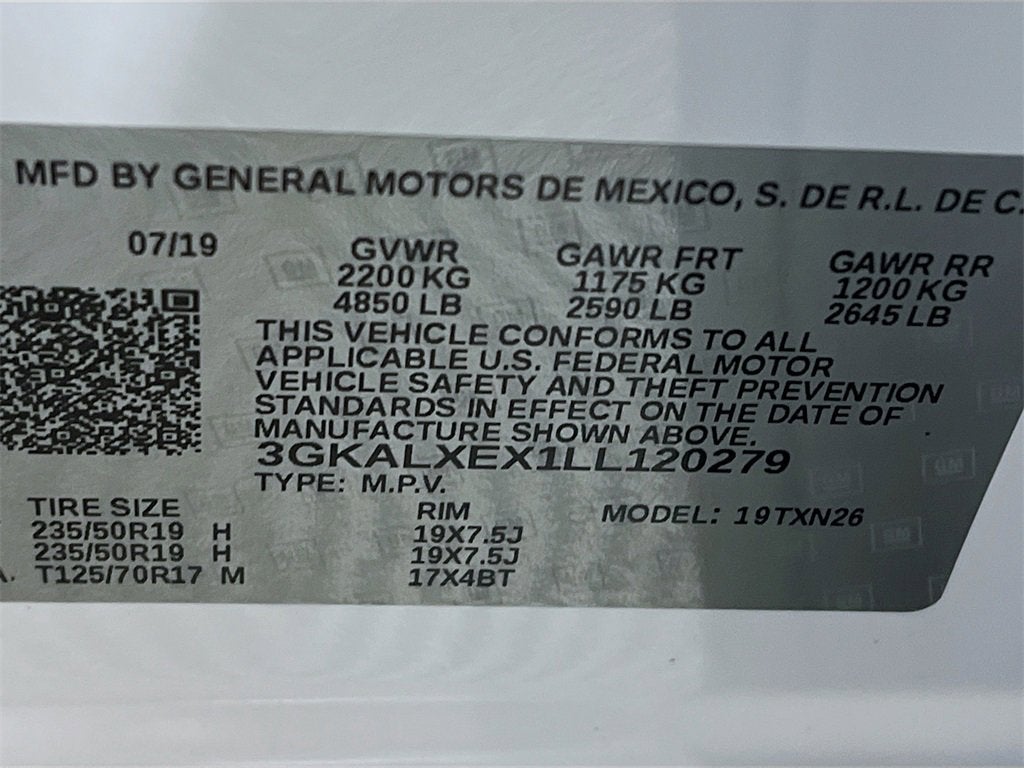 MFD BY GENERAL MOTORS DE MEXICO, S. DE R.L. DE C.
07/19 GVWR GAWR FRT GAWR RR
2200 KG 1175 KG 1200 KG
4850 LB 2590 LB 2645 LB
THIS VEHICLE CONFORMS TO ALL
APPLICABLE U.S. FEDERAL MOTOR
VEHICLE SAFETY AND THEFT PREVENTION
STANDARDS IN EFFECT ON THE DATE OF
MANUFACTURE SHOWN ABOVE.
3GKALXEX1LL120279
TYPE: M.P.V.
TIRE SIZE RIM MODEL: 19TXN26
235/50R19 H 19X7.5J
235/50R19 H 19X7.5J
T125/70R17 M 17X4BT